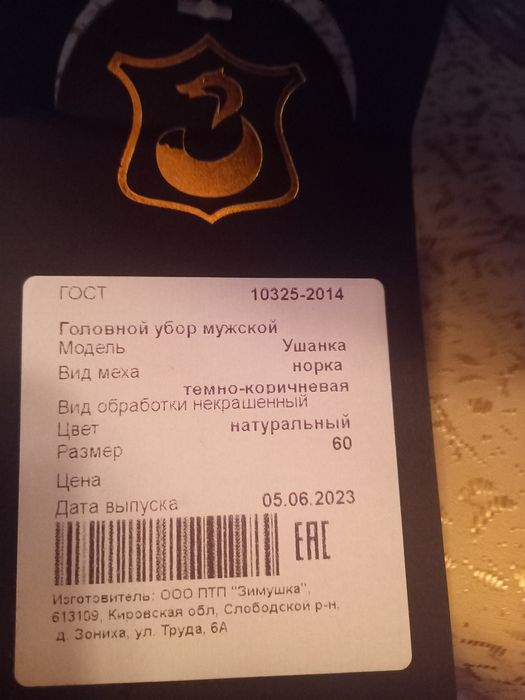 ГОСТ 10325-2014
Головной убор мужской
Модель Ушанка
Вид меха норка
темно-коричневая
Вид обработки некрашенный
Цвет натуральный
Размер 60
Цена
Дата выпуска 05.06.2023
ЕАС
Изготовитель: ООО ПТП "Зимушка",
613109, Кировская обл, Слободской р-н,
д. Зониха, ул. Труда, 6А